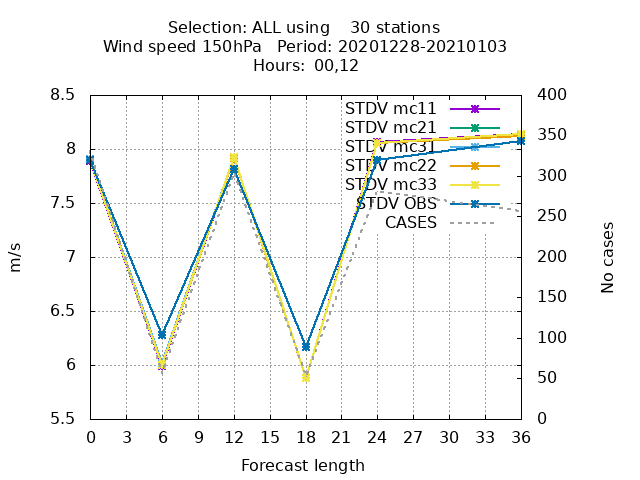 Selection: ALL using    30 stations
Wind speed 150hPa   Period: 20201228-20210103
Hours:  00,12
8.5
8
7.5
7
6.5
6
5.5
m/s
400
350
300
250
200
150
100
50
0
No cases
STDV mc11
STDV mc21
STDV mc31
STDV mc22
STDV mc33
STDV OBS
CASES
0 3 6 9 12 15 18 21 24 27 30 33 36
Forecast length